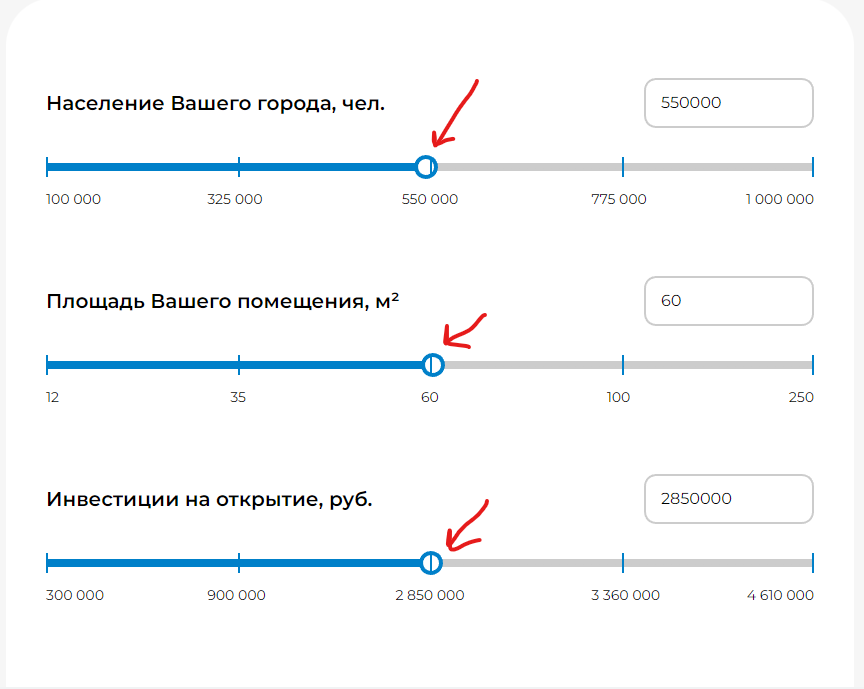 Население Вашего города, чел.
550000
100 000 325 000 550 000 775 000 1 000 000
Площадь Вашего помещения, м²
60
12 35 60 100 250
Инвестиции на открытие, руб.
2850000
300 000 900 000 2 850 000 3 360 000 4 610 000